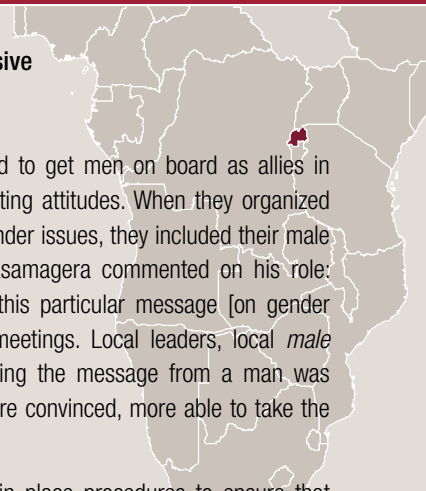 sive
d to get men on board as allies in
ting attitudes. When they organized
nder issues, they included their male
asamagera commented on his role:
this particular message [on gender
meetings. Local leaders, local male
ing the message from a man was
re convinced, more able to take the
in place procedures to ensure that